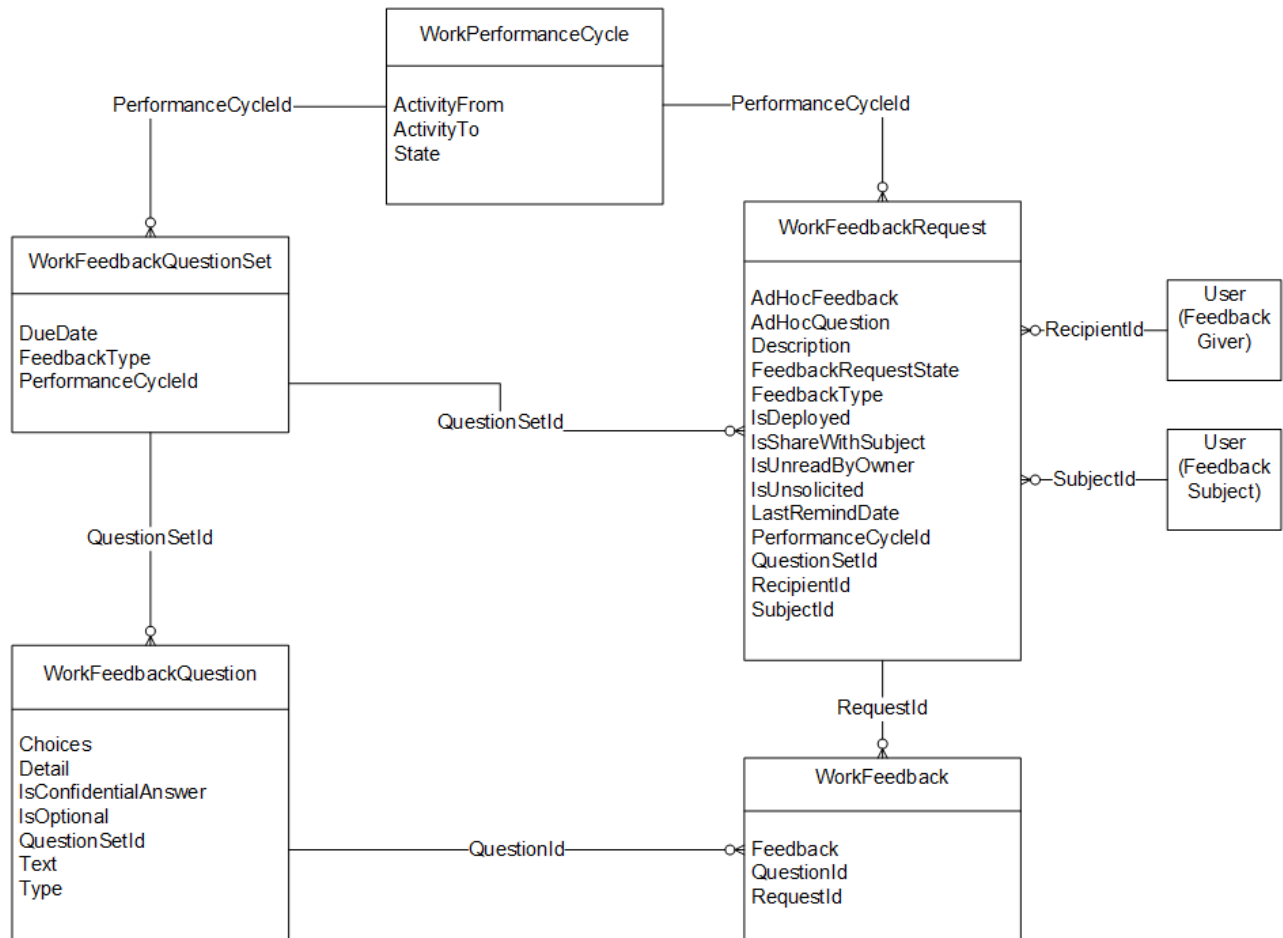 WorkPerformanceCycle
ActivityFrom
ActivityTo
State
PerformanceCycleId
PerformanceCycleId
WorkFeedbackQuestionSet
DueDate
FeedbackType
PerformanceCycleId
WorkFeedbackRequest
AdHocFeedback
AdHocQuestion
Description
FeedbackRequestState
FeedbackType
IsDeployed
IsShareWithSubject
IsUnreadByOwner
IsUnsolicited
LastRemindDate
PerformanceCycleId
QuestionSetId
RecipientId
SubjectId
RecipientId
User
(Feedback
Giver)
SubjectId
User
(Feedback
Subject)
QuestionSetId
QuestionSetId
RequestId
WorkFeedbackQuestion
Choices
Detail
IsConfidentialAnswer
IsOptional
QuestionSetId
Text
Type
QuestionId
WorkFeedback
Feedback
QuestionId
RequestId